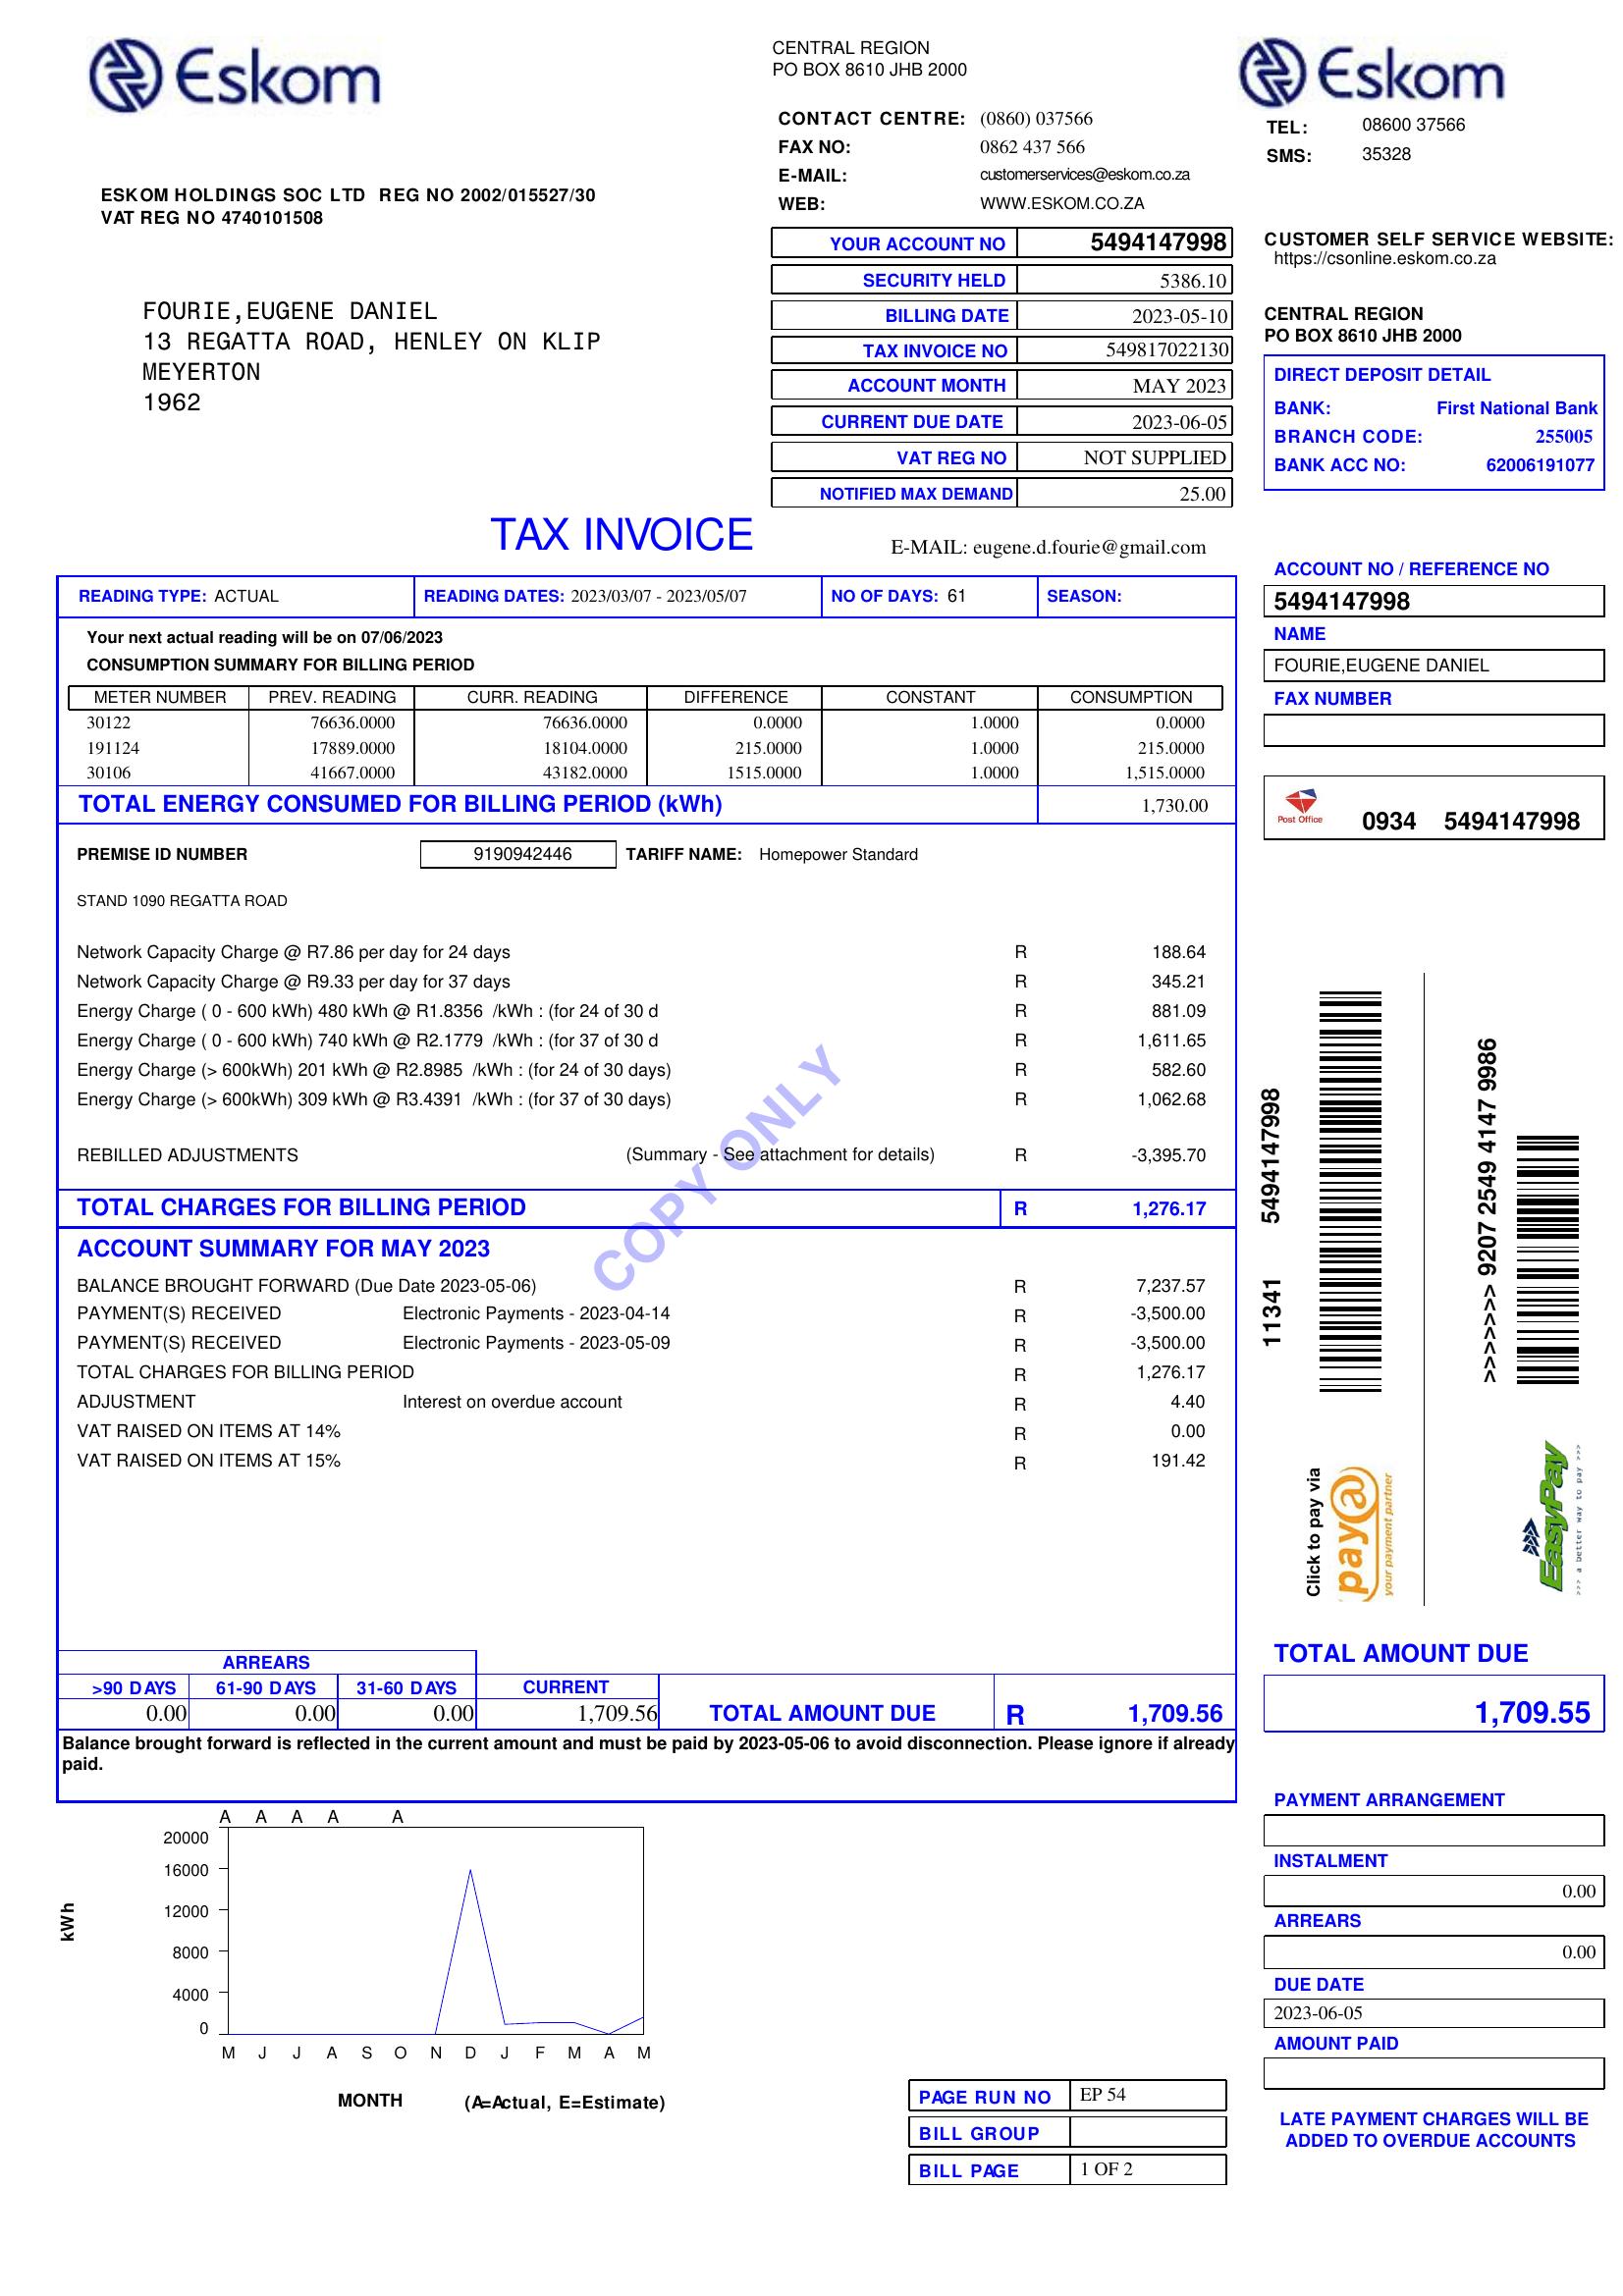 Eskom
CENTRAL REGION
PO BOX 8610 JHB 2000
CONTACT CENTRE: (0860) 037566
FAX NO: 0862 437 566
E-MAIL: customerservices@eskom.co.za
WEB: WWW.ESKOM.CO.ZA
Eskom
TEL: 08600 37566
SMS: 35328
ESKOM HOLDINGS SOC LTD REG NO 2002/015527/30
VAT REG NO 4740101508
FOURIE,EUGENE DANIEL
13 REGATTA ROAD, HENLEY ON KLIP
MEYERTON
1962
YOUR ACCOUNT NO 5494147998
SECURITY HELD 5386.10
BILLING DATE 2023-05-10
TAX INVOICE NO 549817022130
ACCOUNT MONTH MAY 2023
CURRENT DUE DATE 2023-06-05
VAT REG NO NOT SUPPLIED
NOTIFIED MAX DEMAND 25.00
CUSTOMER SELF SERVICE WEBSITE:
https://csonline.eskom.co.za
CENTRAL REGION
PO BOX 8610 JHB 2000
DIRECT DEPOSIT DETAIL
BANK: First National Bank
BRANCH CODE: 255005
BANK ACC NO: 62006191077
TAX INVOICE
E-MAIL: eugene.d.fourie@gmail.com
READING TYPE: ACTUAL READING DATES: 2023/03/07 - 2023/05/07 NO OF DAYS: 61 SEASON:
Your next actual reading will be on 07/06/2023
CONSUMPTION SUMMARY FOR BILLING PERIOD
METER NUMBER PREV. READING CURR. READING DIFFERENCE CONSTANT CONSUMPTION
30122 76636.0000 76636.0000 0.0000 1.0000 0.0000
191124 17889.0000 18104.0000 215.0000 1.0000 215.0000
30106 41667.0000 43182.0000 1515.0000 1.0000 1,515.0000
TOTAL ENERGY CONSUMED FOR BILLING PERIOD (kWh) 1,730.00
PREMISE ID NUMBER 9190942446 TARIFF NAME: Homepower Standard
STAND 1090 REGATTA ROAD
Network Capacity Charge @ R7.86 per day for 24 days R 188.64
Network Capacity Charge @ R9.33 per day for 37 days R 345.21
Energy Charge ( 0 - 600 kWh) 480 kWh @ R1.8356 /kWh : (for 24 of 30 d R 881.09
Energy Charge ( 0 - 600 kWh) 740 kWh @ R2.1779 /kWh : (for 37 of 30 d R 1,611.65
Energy Charge (> 600kWh) 201 kWh @ R2.8985 /kWh : (for 24 of 30 days) R 582.60
Energy Charge (> 600kWh) 309 kWh @ R3.4391 /kWh : (for 37 of 30 days) R 1,062.68
REBILLED ADJUSTMENTS (Summary - See attachment for details) R -3,395.70
COPY ONLY
TOTAL CHARGES FOR BILLING PERIOD R 1,276.17
ACCOUNT SUMMARY FOR MAY 2023
BALANCE BROUGHT FORWARD (Due Date 2023-05-06) R 7,237.57
PAYMENT(S) RECEIVED Electronic Payments - 2023-04-14 R -3,500.00
PAYMENT(S) RECEIVED Electronic Payments - 2023-05-09 R -3,500.00
TOTAL CHARGES FOR BILLING PERIOD R 1,276.17
ADJUSTMENT Interest on overdue account R 4.40
VAT RAISED ON ITEMS AT 14% R 0.00
VAT RAISED ON ITEMS AT 15% R 191.42
ARREARS
>90 DAYS 61-90 DAYS 31-60 DAYS CURRENT
0.00 0.00 0.00 1,709.56 TOTAL AMOUNT DUE R 1,709.56
Balance brought forward is reflected in the current amount and must be paid by 2023-05-06 to avoid disconnection. Please ignore if already
paid.
A A A A A
20000
16000
12000
8000
4000
0
kWh
M J J A S O N D J F M A M
MONTH (A=Actual, E=Estimate)
PAGE RUN NO EP 54
BILL GROUP
BILL PAGE 1 OF 2
ACCOUNT NO / REFERENCE NO
5494147998
NAME
FOURIE,EUGENE DANIEL
FAX NUMBER
Post Office 0934 5494147998
11341 5494147998
>>>>>> 9207 2549 4147 9986
Click to pay via
pay@
your payment partner
EasyPay
<<< a better way to pay >>>
TOTAL AMOUNT DUE
1,709.55
PAYMENT ARRANGEMENT
INSTALMENT
0.00
ARREARS
0.00
DUE DATE
2023-06-05
AMOUNT PAID
LATE PAYMENT CHARGES WILL BE
ADDED TO OVERDUE ACCOUNTS